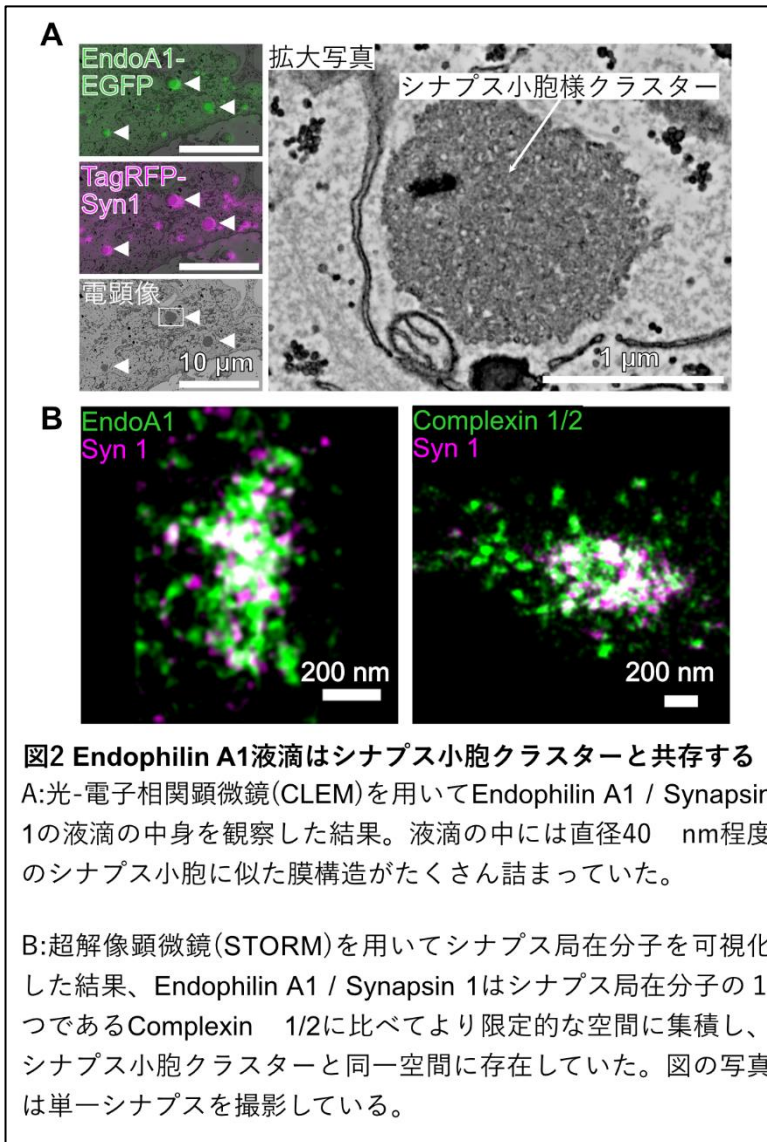 A
EndoA1-
EGFP
TagRFP-
Syn1
電顕像
10 μm
拡大写真
シナプス小胞様クラスター
1 μm
B
EndoA1
Syn 1
200 nm
Complexin 1/2
Syn 1
200 nm
図2 Endophilin A1液滴はシナプス小胞クラスターと共存する
A:光-電子相関顕微鏡(CLEM)を用いてEndophilin A1 / Synapsin
1の液滴の中身を観察した結果。液滴の中には直径40 nm程度
のシナプス小胞に似た膜構造がたくさん詰まっていた。
B:超解像顕微鏡(STORM)を用いてシナプス局在分子を可視化
した結果、Endophilin A1 / Synapsin 1はシナプス局在分子の1
つであるComplexin 1/2に比べてより限定的な空間に集積し、
シナプス小胞クラスターと同一空間に存在していた。図の写真
は単一シナプスを撮影している。